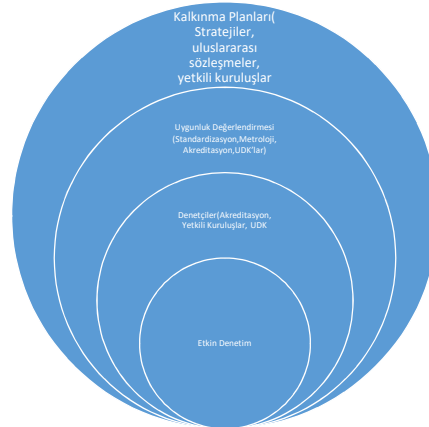 Kalkınma Planları(
Stratejiler,
uluslararası
sözleşmeler,
yetkili kuruluşlar
Uygunluk Değerlendirmesi
(Standardizasyon,Metroloji,
Akreditasyon,UDK'lar)
Denetçiler(Akreditasyon,
Yetkili Kuruluşlar, UDK
Etkin Denetim